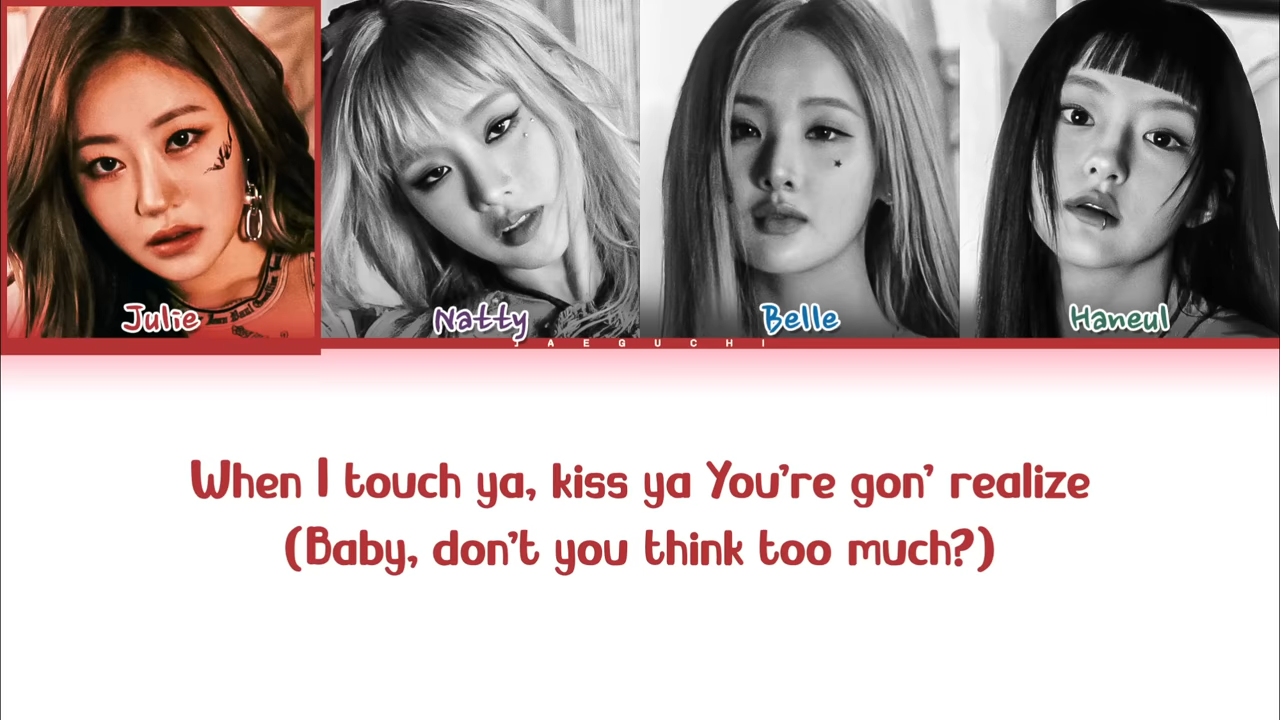 Julie
Natty
Belle
Haneul
JAEGUCHI
When I touch ya, kiss ya You're gon' realize
(Baby, don't you think too much?)